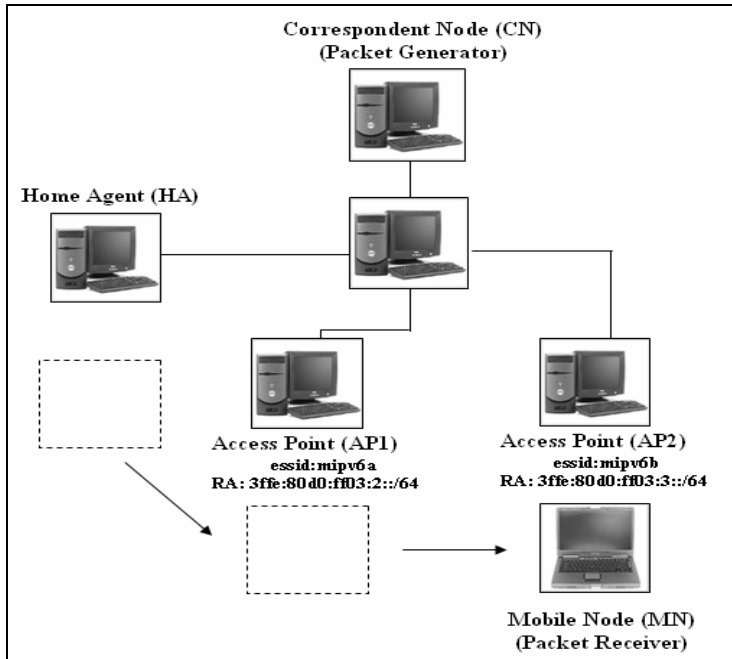 Correspondent Node (CN)
(Packet Generator)
Home Agent (HA)
Access Point (AP1)
essid:mipv6a
RA: 3ffe:80d0:ff03:2::/64
Access Point (AP2)
essid:mipv6b
RA: 3ffe:80d0:ff03:3::/64
Mobile Node (MN)
(Packet Receiver)